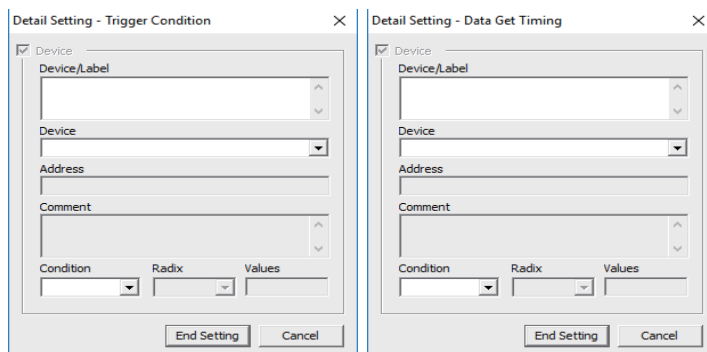 Detail Setting - Trigger Condition
Device
Device/Label
Device
Address
Comment
Condition Radix Values
End Setting Cancel
Detail Setting - Data Get Timing
Device
Device/Label
Device
Address
Comment
Condition Radix Values
End Setting Cancel